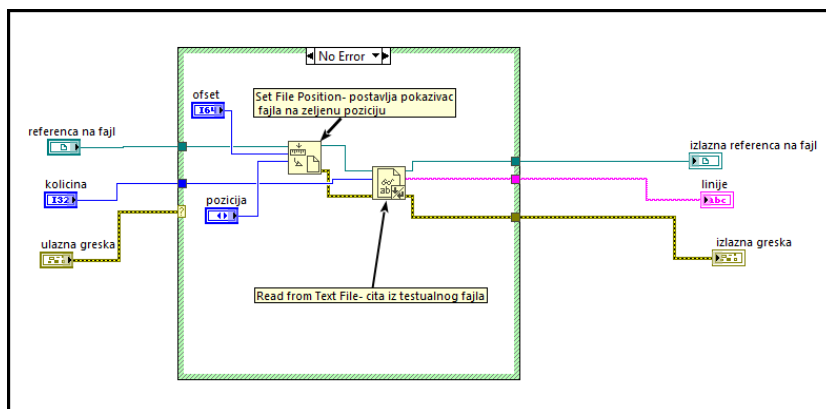 No Error
ofset
I64
Set File Position- postavlja pokazivac
fajla na zeljenu poziciju
referenca na fajl
izlazna referenca na fajl
kolicina
I32
pozicija
ab
linije
abc
ulazna greska
?
izlazna greska
Read from Text File- cita iz testualnog fajla